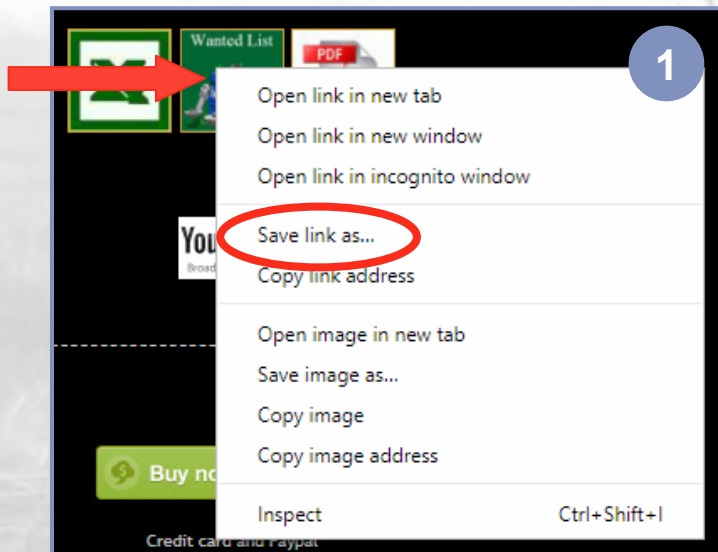 Wanted List
PDF
1
Open link in new tab
Open link in new window
Open link in incognito window
Save link as...
You
Broad
Copy link address
Open image in new tab
Save image as...
Copy image
Copy image address
Buy no
Inspect Ctrl+Shift+I
Credit card and Paypal